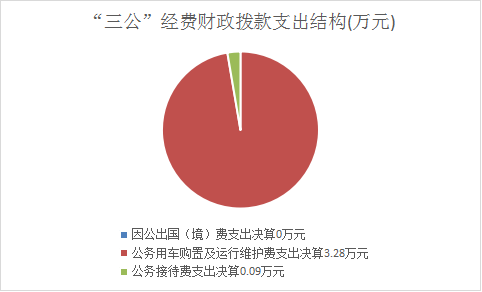 “三公”经费财政拨款支出结构(万元)
因公出国（境）费支出决算0万元
公务用车购置及运行维护费支出决算3.28万元
公务接待费支出决算0.09万元